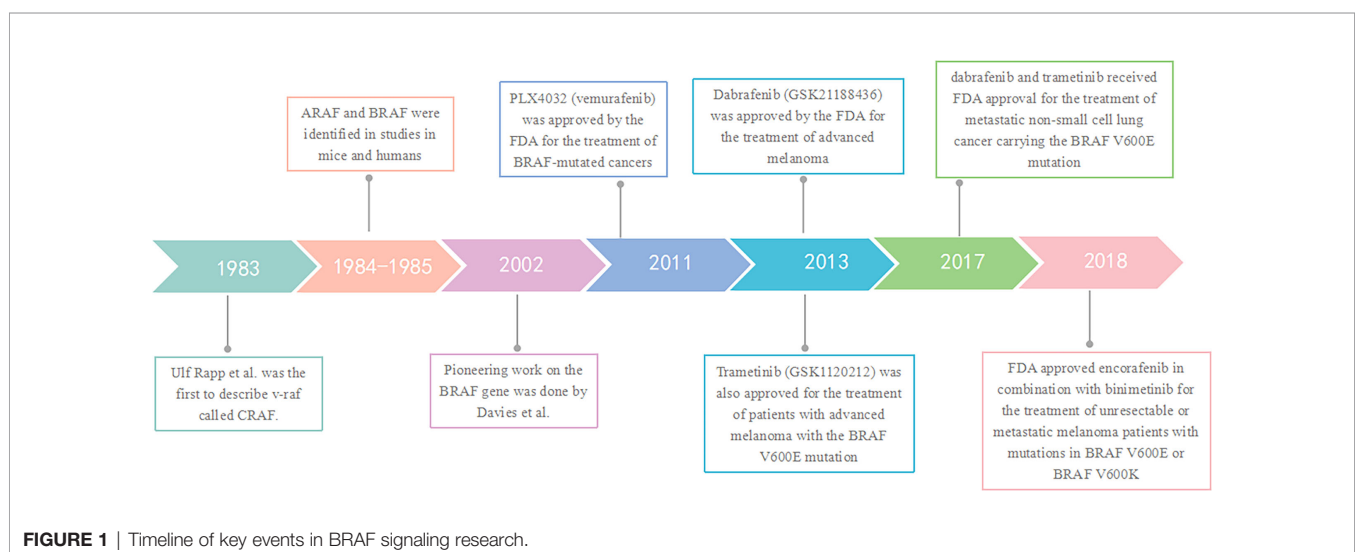 ARAF and BRAF were
identified in studies in
mice and humans
PLX4032 (vemurafenib)
was approved by the
FDA for the treatment of
BRAF-mutated cancers
Dabrafenib (GSK21188436)
was approved by the FDA for
the treatment of advanced
melanoma
dabrafenib and trametinib received
FDA approval for the treatment of
metastatic non-small cell lung
cancer carrying the BRAF V600E
mutation
1983
1984-1985
2002
2011
2013
2017
2018
Ulf Rapp et al. was the
first to describe v-raf
called CRAF.
Pioneering work on the
BRAF gene was done by
Davies et al.
Trametinib (GSK1120212) was
also approved for the treatment
of patients with advanced
melanoma with the BRAF
V600E mutation
FDA approved encorafenib in
combination with binimetinib for
the treatment of unresectable or
metastatic melanoma patients with
mutations in BRAF V600E or
BRAF V600K
FIGURE 1 | Timeline of key events in BRAF signaling research.